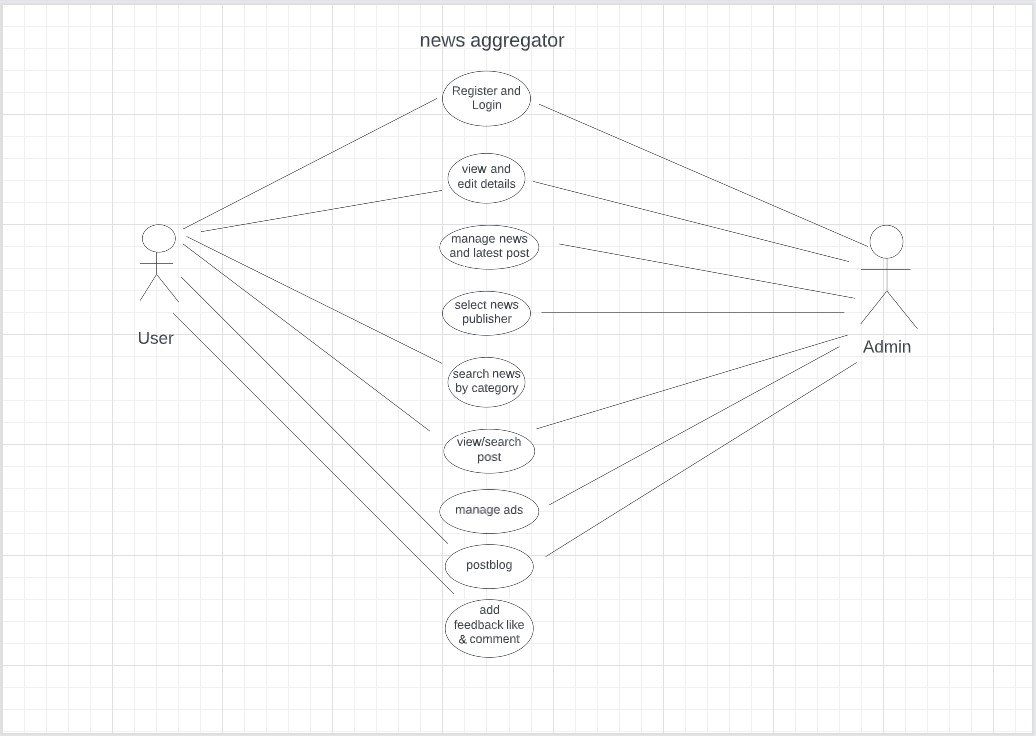 news aggregator
Register and
Login
view and
edit details
manage news
and latest post
select news
publisher
User
Admin
search news
by category
view/search
post
manage ads
postblog
add
feedback like
& comment